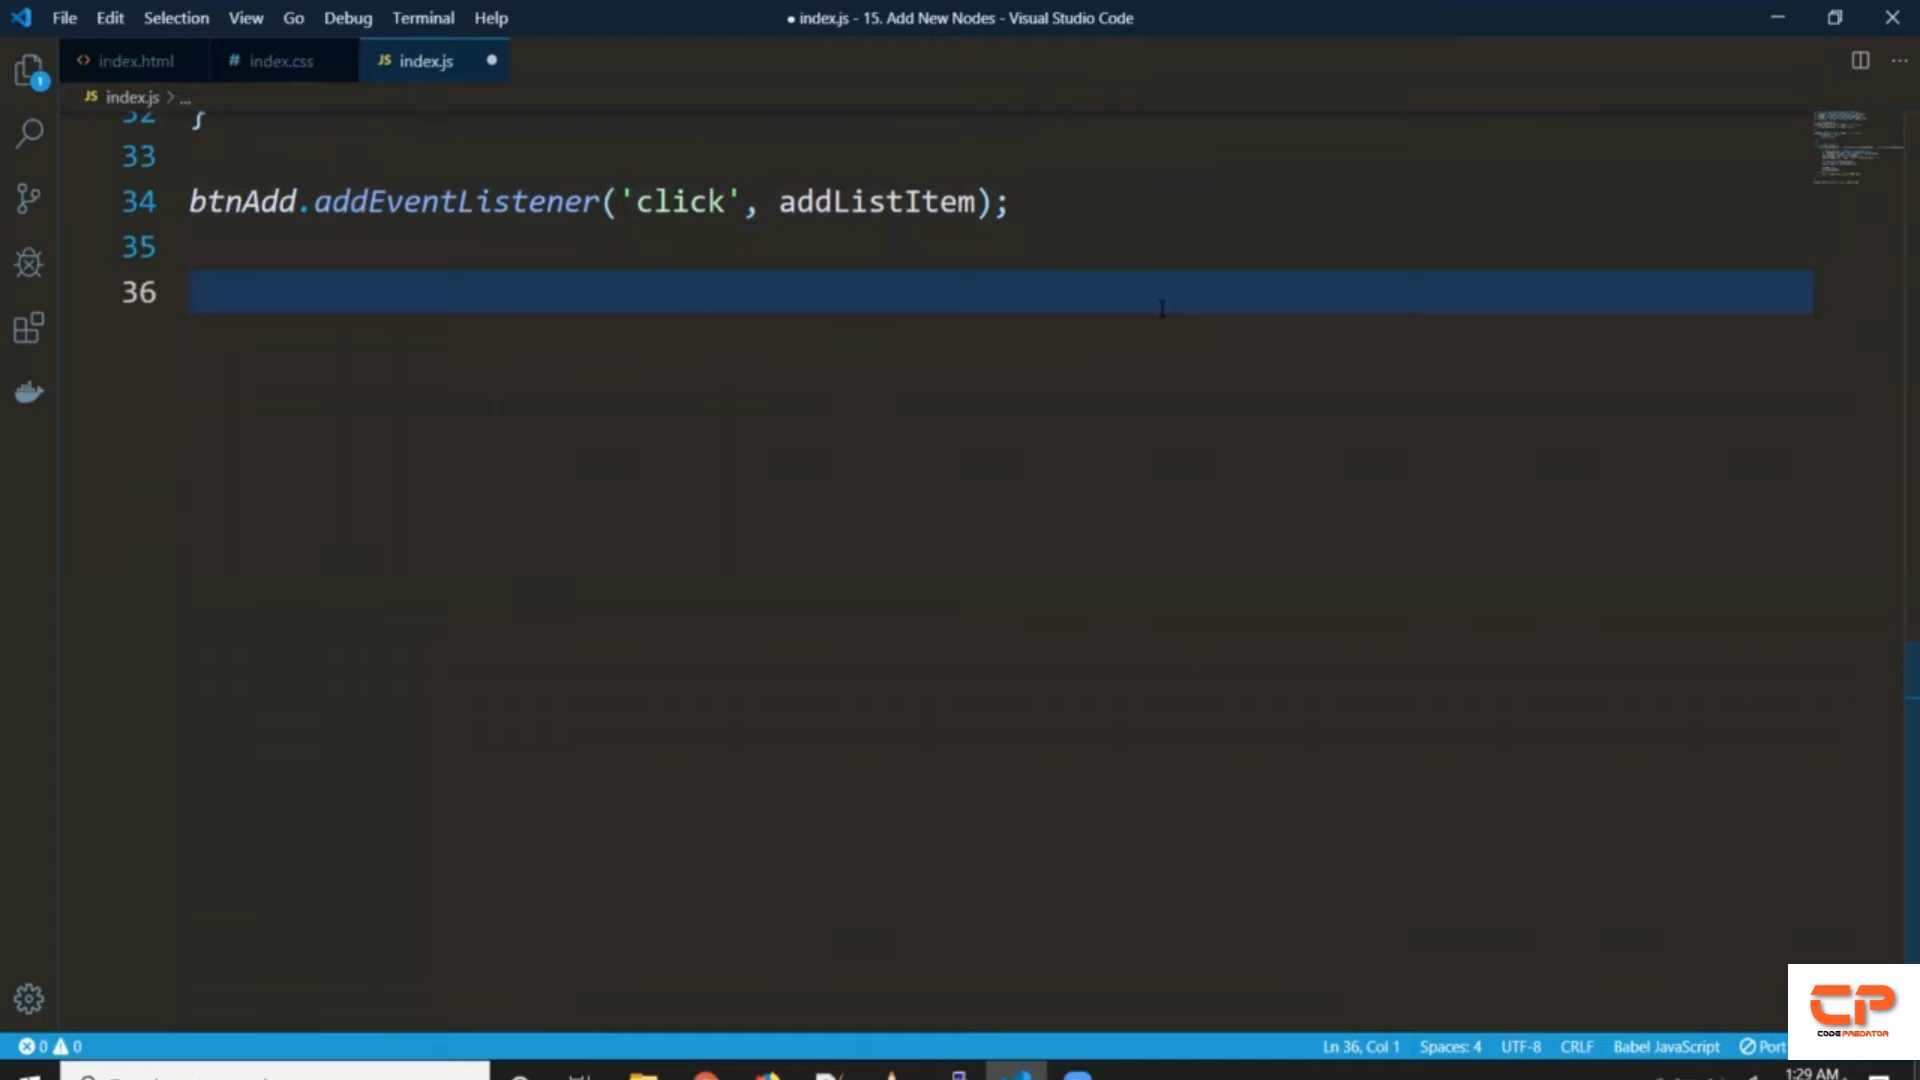 File Edit Selection View Go Debug Terminal Help
● index.js - 15. Add New Nodes - Visual Studio Code
<> index.html
# index.css
JS index.js ●
JS index.js > ...
1
32 }
33
34 btnAdd.addEventListener('click', addListItem);
35
36
0 0
Ln 36, Col 1 Spaces: 4 UTF-8 CRLF Babel JavaScript Port
CP
CODE PREDATOR
1:29 AM